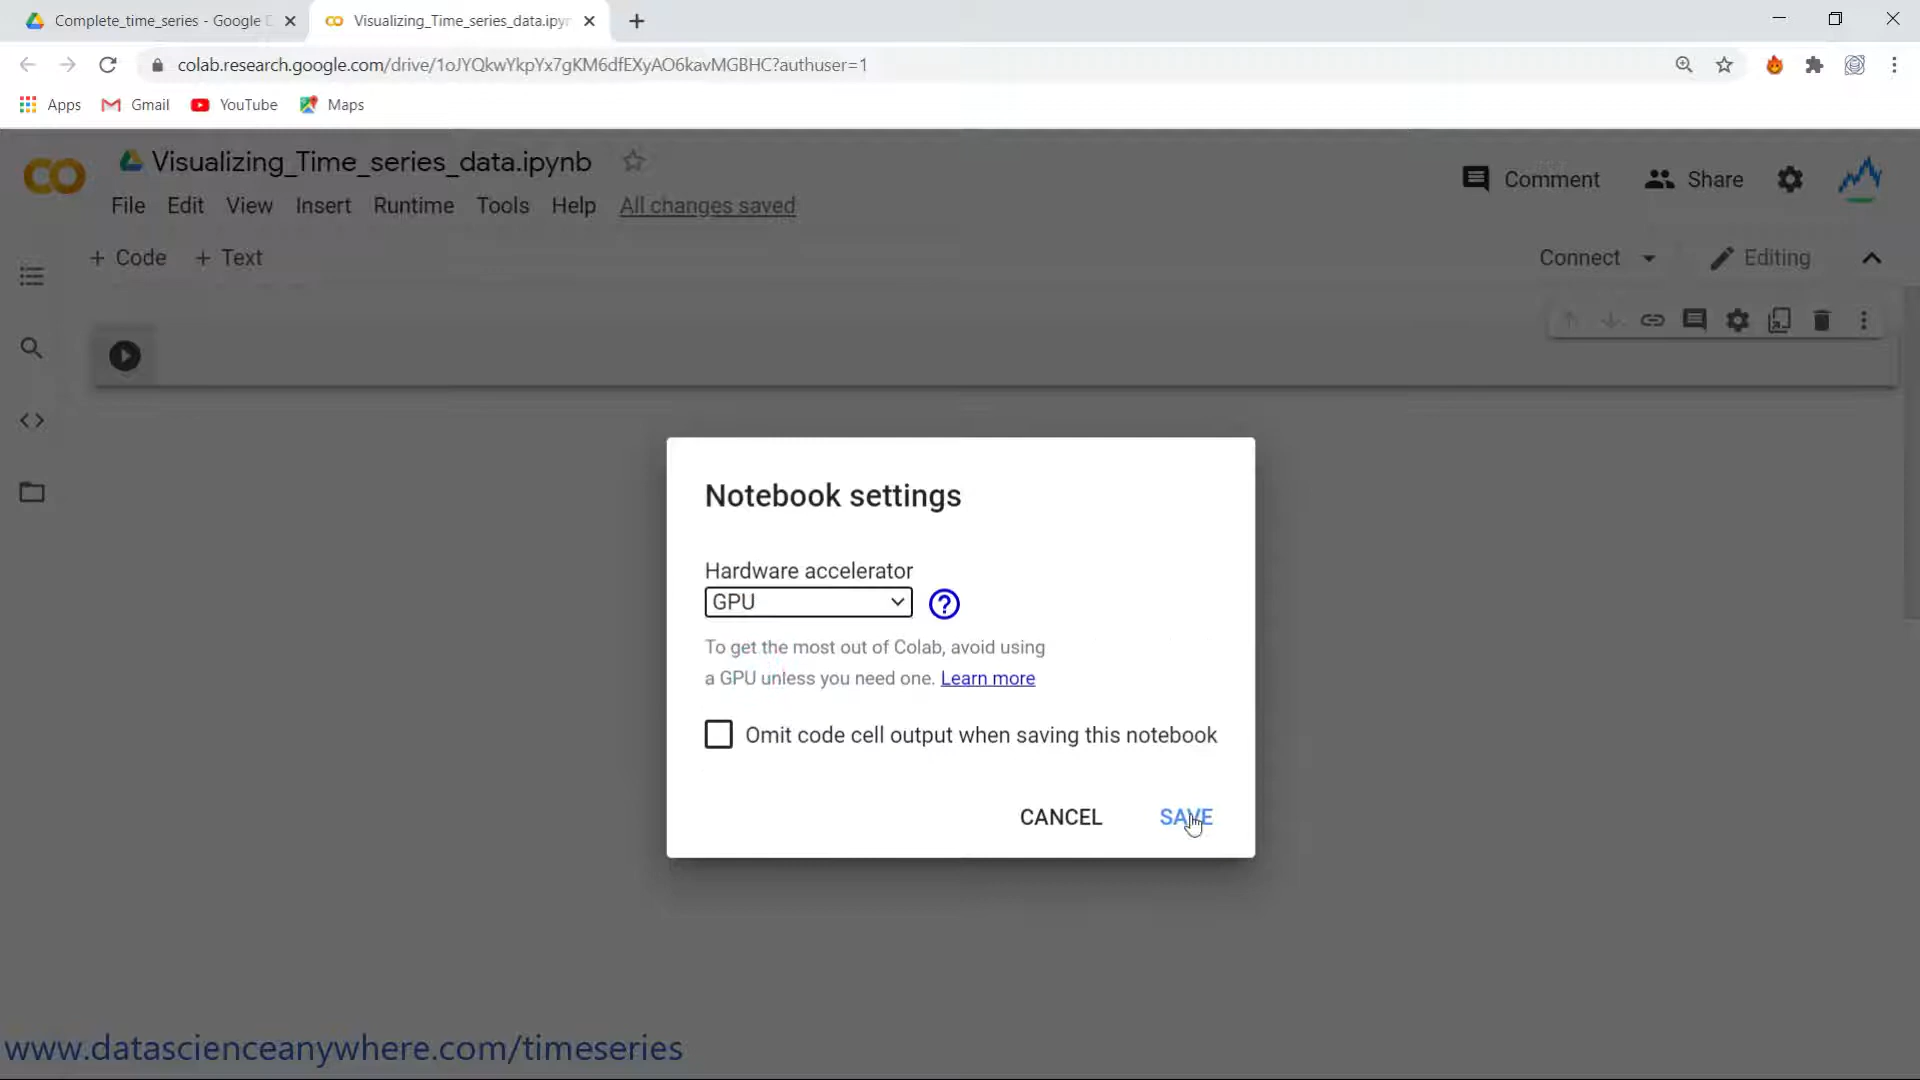 Complete_time_series - Google
Visualizing_Time_series_data.ipyn
colab.research.google.com/drive/1oJYQkwYkpYx7gKM6dfEXyAO6kavMGBHC?authuser=1
Apps Gmail YouTube Maps
CO Visualizing_Time_series_data.ipynb
Comment Share
File Edit View Insert Runtime Tools Help All changes saved
+ Code + Text Connect Editing
Notebook settings
Hardware accelerator
GPU
To get the most out of Colab, avoid using
a GPU unless you need one. Learn more
Omit code cell output when saving this notebook
CANCEL SAVE
www.datascienceanywhere.com/timeseries